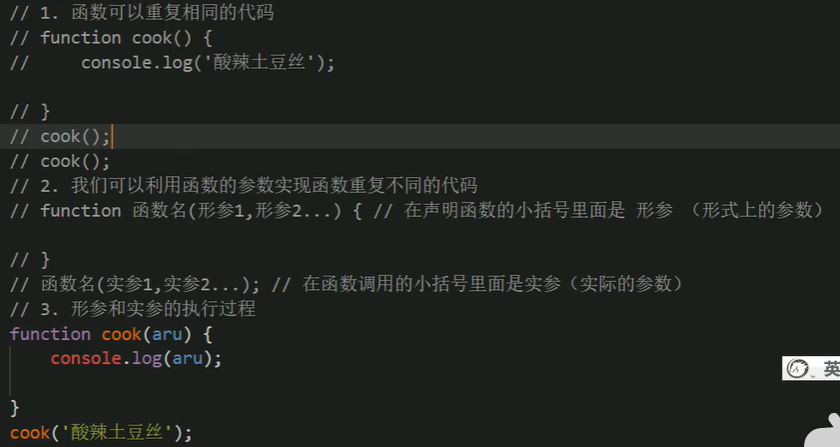 // 1. 函数可以重复相同的代码
// function cook() {
//     console.log('酸辣土豆丝');
// }
// cook();
// cook();
// 2. 我们可以利用函数的参数实现函数重复不同的代码
// function 函数名(形参1,形参2...) { // 在声明函数的小括号里面是 形参 （形式上的参数）
// }
// 函数名(实参1,实参2...); // 在函数调用的小括号里面是实参（实际的参数）
// 3. 形参和实参的执行过程
function cook(aru) {
    console.log(aru);
}
cook('酸辣土豆丝');
英